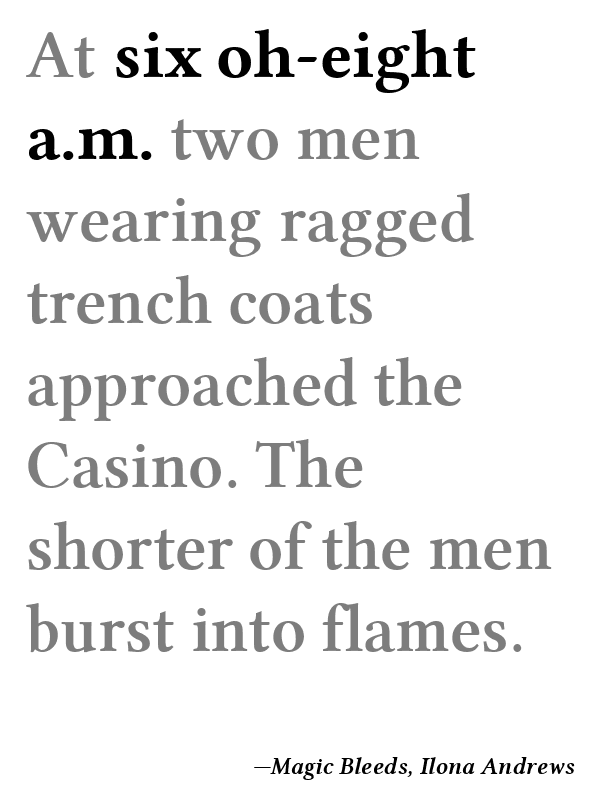 At six oh-eight
a.m. two men
wearing ragged
trench coats
approached the
Casino. The
shorter of the men
burst into flames.
—Magic Bleeds, Ilona Andrews